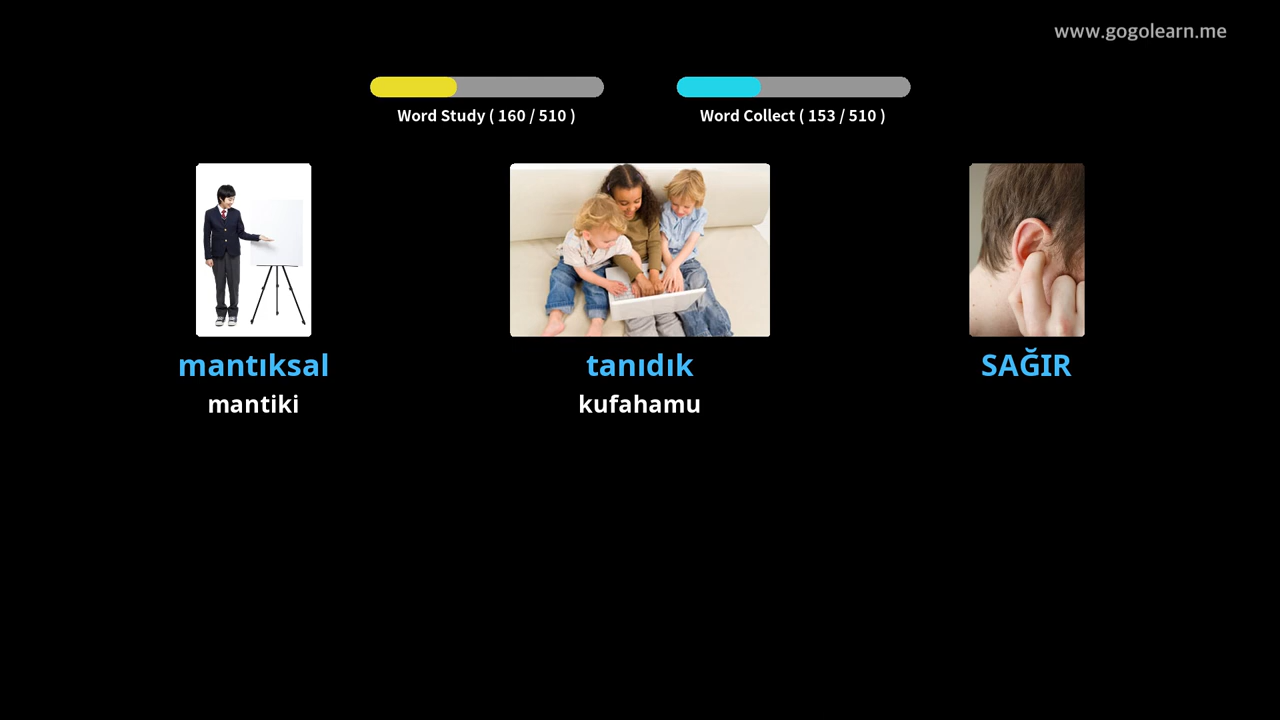 www.gogolearn.me
Word Study ( 160 / 510 )
Word Collect ( 153 / 510 )
mantıksal
mantiki
tanıdık
kufahamu
SAĞIR